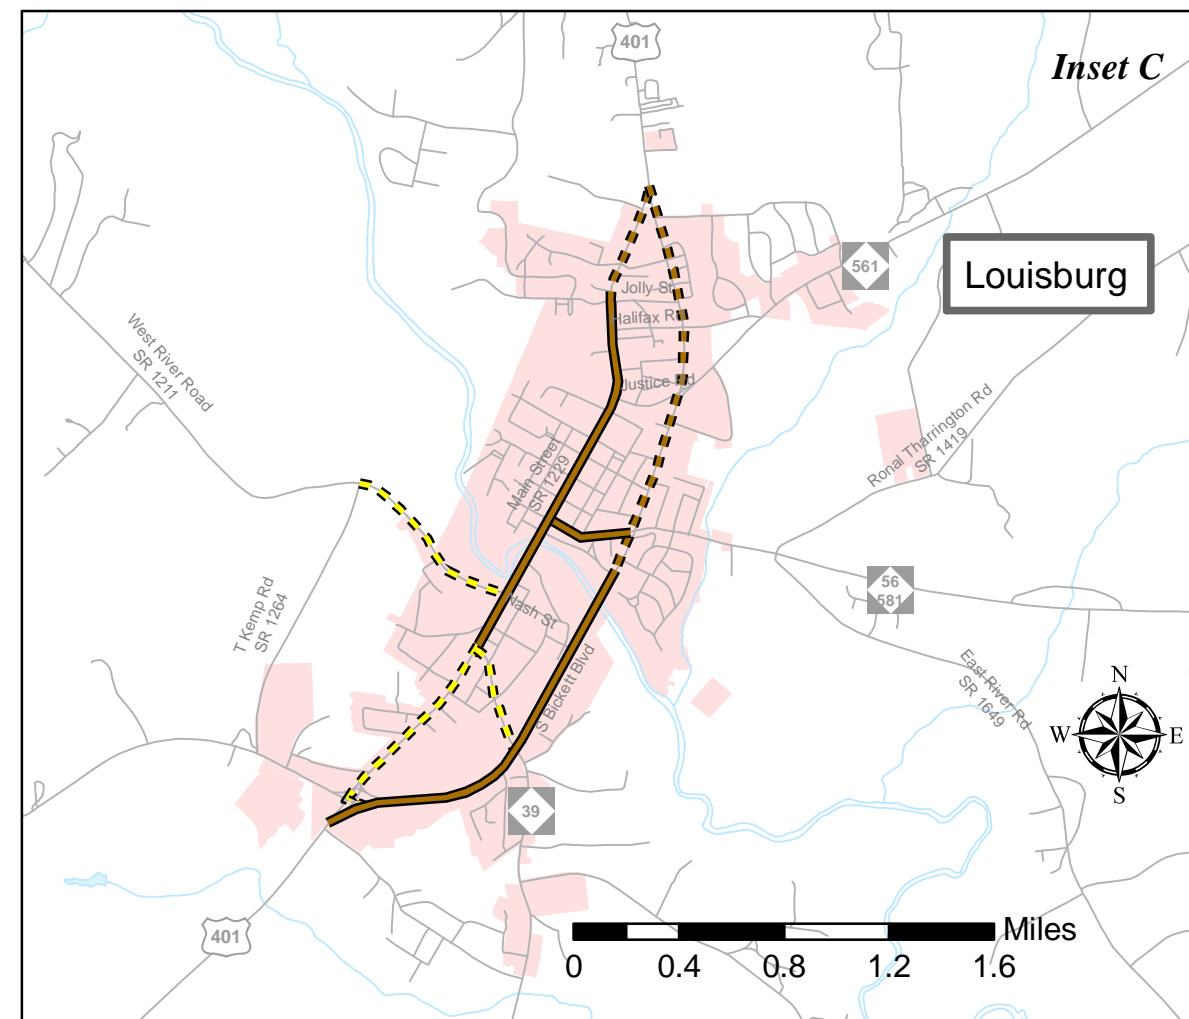 401
Inset C
561
Louisburg
Jolly St
Halifax Rd
West River Road
SR 1211
Justice Rd
Ronal Tharrington Rd
SR 1419
Main Street
SR 1229
56
581
Nash St
T Kemp Rd
SR 1264
S Bickett Blvd
East River Rd
SR 1649
N
W
E
S
39
401
Miles
0 0.4 0.8 1.2 1.6